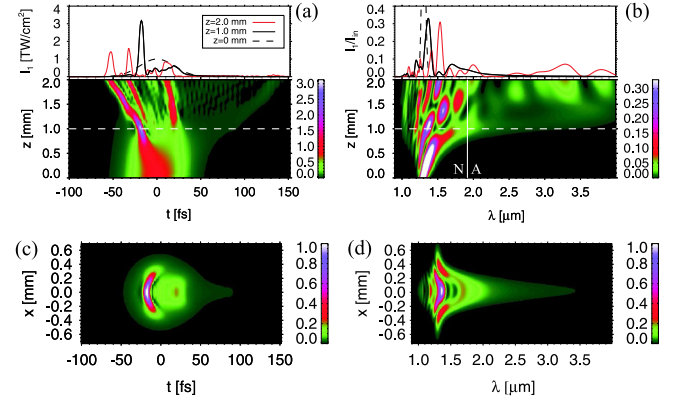 (a)
I₁ [TW/cm²]
4
3
2
1
0
z=2.0 mm
z=1.0 mm
z=0 mm
z [mm]
2.0
1.5
1.0
0.5
0.0
-100 -50 0 50 100 150
t [fs]
3.0
2.5
2.0
1.5
1.0
0.5
0.0
(b)
I₁/Iin
0.4
0.3
0.2
0.1
0.0
z [mm]
2.0
1.5
1.0
0.5
0.0
N A
1.0 1.5 2.0 2.5 3.0 3.5
λ [μm]
0.30
0.25
0.20
0.15
0.10
0.05
0.00
(c)
x [mm]
0.6
0.4
0.2
0.0
-0.2
-0.4
-0.6
-100 -50 0 50 100 150
t [fs]
1.0
0.8
0.6
0.4
0.2
0.0
(d)
x [mm]
0.6
0.4
0.2
0.0
-0.2
-0.4
-0.6
1.0 1.5 2.0 2.5 3.0 3.5
λ [μm]
1.0
0.8
0.6
0.4
0.2
0.0